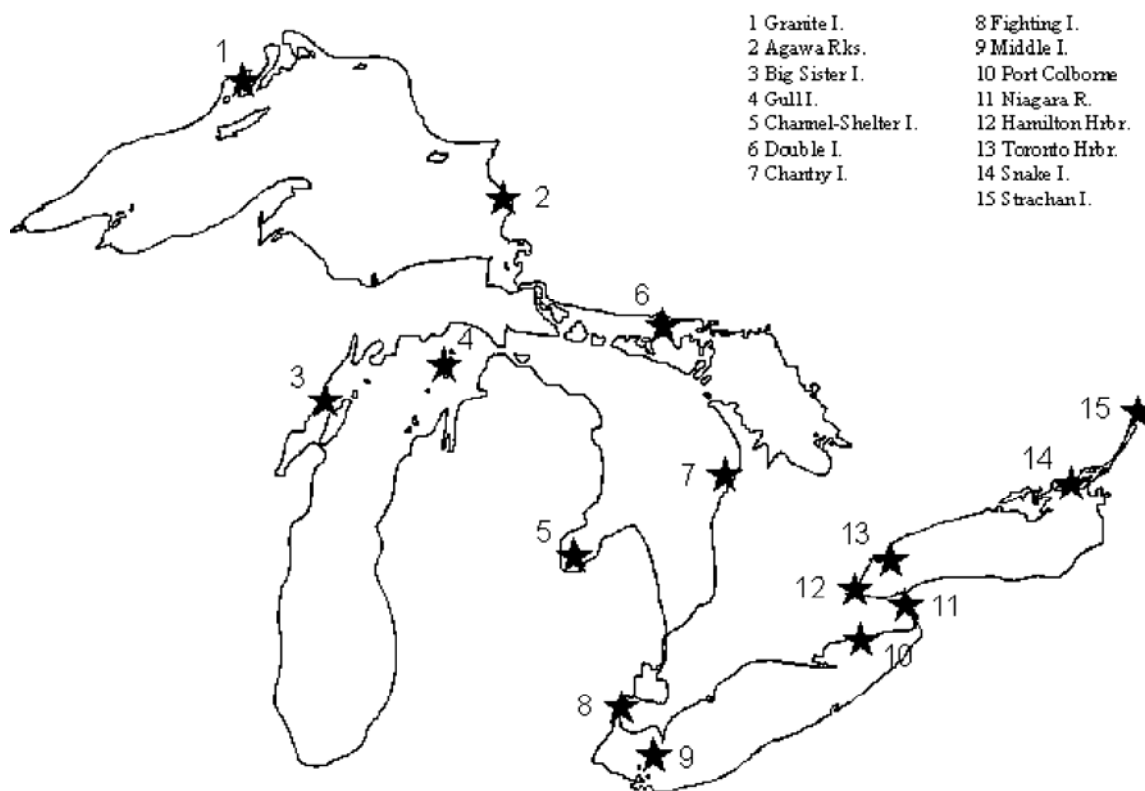 1 Granite I.
2 Agawa Rks.
3 Big Sister I.
4 Gull I.
5 Channel-Shelter I.
6 Double I.
7 Chantry I.
8 Fighting I.
9 Middle I.
10 Port Colborne
11 Niagara R.
12 Hamilton Hrbr.
13 Toronto Hrbr.
14 Snake I.
15 Strachan I.
1
2
6
4
3
15
14
7
5
13
12
11
10
8
9